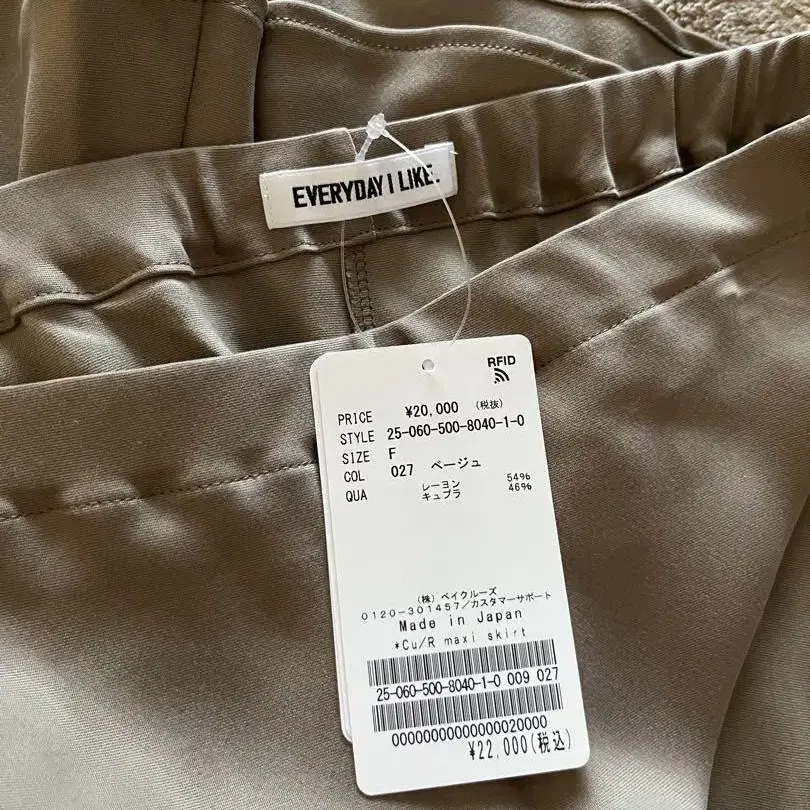 EVERYDAY I LIKE.
RFID
PRICE ¥20,000 (税抜)
STYLE 25-060-500-8040-1-0
SIZE F
COL 027 ベージュ
QUA レーヨン 54%
キュプラ 46%
(株) ベイクルーズ
0120-301457/カスタマーサポート
Made in Japan
*Cu/R maxi skirt
25-060-500-8040-1-0 009 027
00000000000000020000
¥22,000(税込)